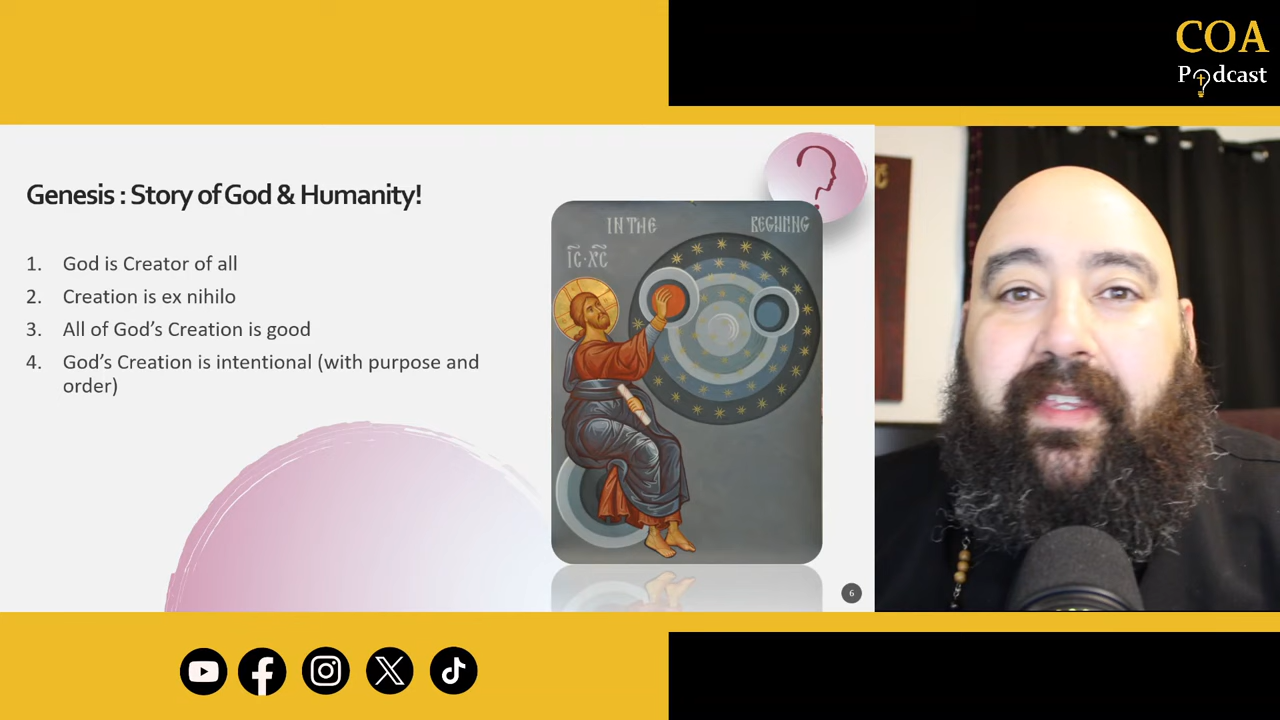 COA
Podcast
Genesis : Story of God & Humanity!
1. God is Creator of all
2. Creation is ex nihilo
3. All of God’s Creation is good
4. God’s Creation is intentional (with purpose and
order)
IN THE BEGINING
IC·XC
6